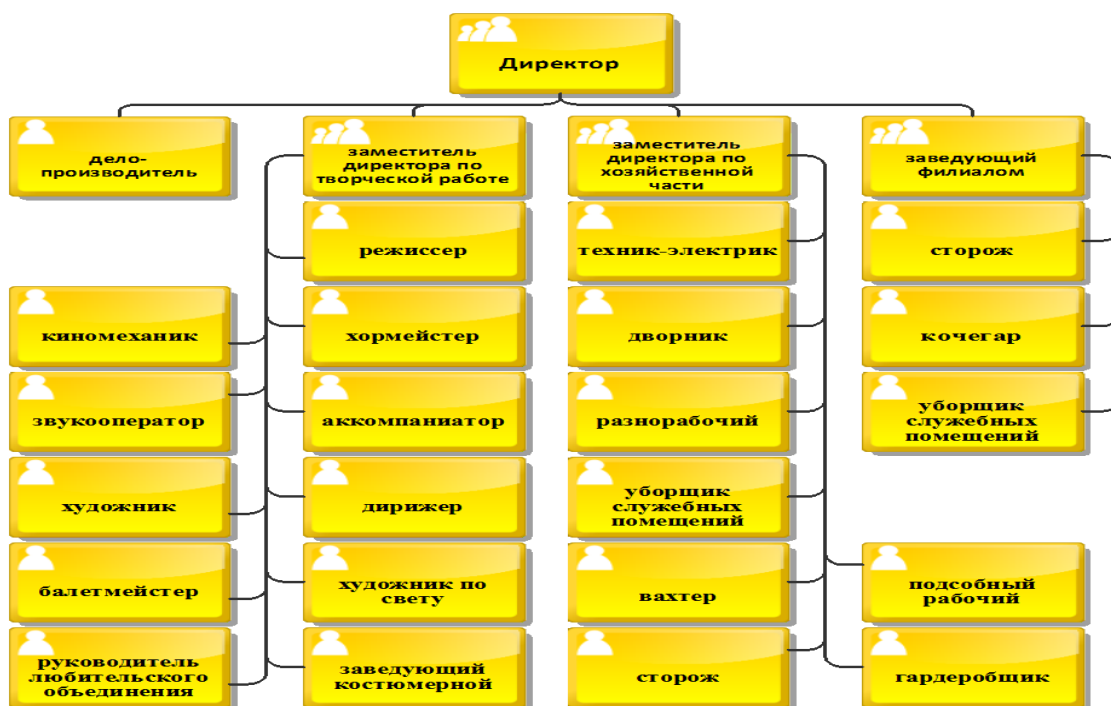 Директор
дело-
производитель
заместитель
директора по
творческой работе
заместитель
директора по
хозяйственной
части
заведующий
филиалом
режиссер
техник-электрик
сторож
киномеханик
хормейстер
дворник
кочегар
звукооператор
аккомпаниатор
разнорабочий
уборщик
служебных
помещений
художник
дирижер
уборщик
служебных
помещений
балетмейстер
художник по
свету
вахтер
подсобный
рабочий
руководитель
любительского
объединения
заведующий
костюмерной
сторож
гардеробщик